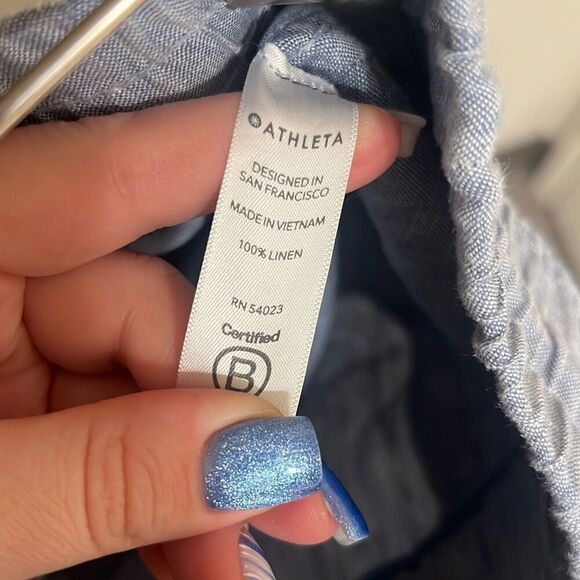 ATHLETA
DESIGNED IN
SAN FRANCISCO
MADE IN VIETNAM
100% LINEN
RN 54023
Certified
B